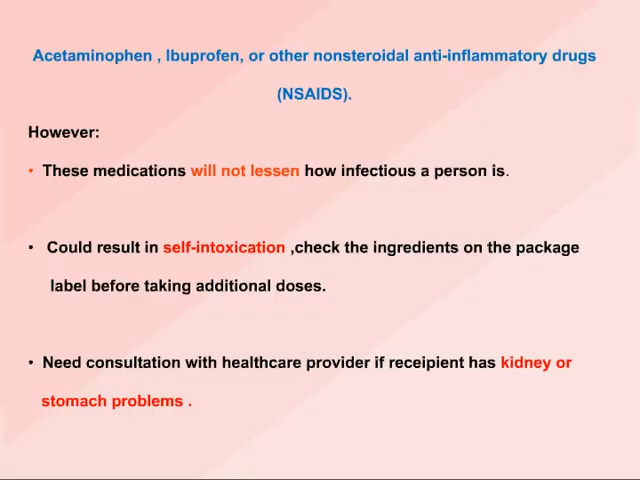 Acetaminophen , Ibuprofen, or other nonsteroidal anti-inflammatory drugs
(NSAIDS).
However:
• These medications will not lessen how infectious a person is.
• Could result in self-intoxication ,check the ingredients on the package
label before taking additional doses.
• Need consultation with healthcare provider if receipient has kidney or
stomach problems .